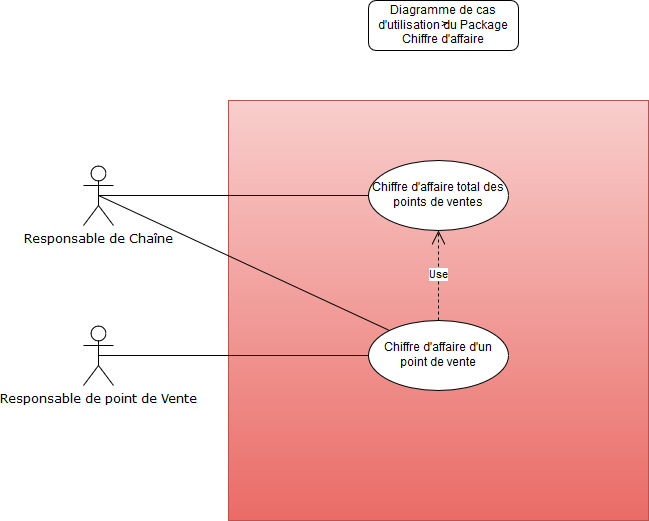 Diagramme de cas
d'utilisation du Package
Chiffre d'affaire
Chiffre d'affaire total des
points de ventes
Responsable de Chaîne
Use
Chiffre d'affaire d'un
point de vente
Responsable de point de Vente